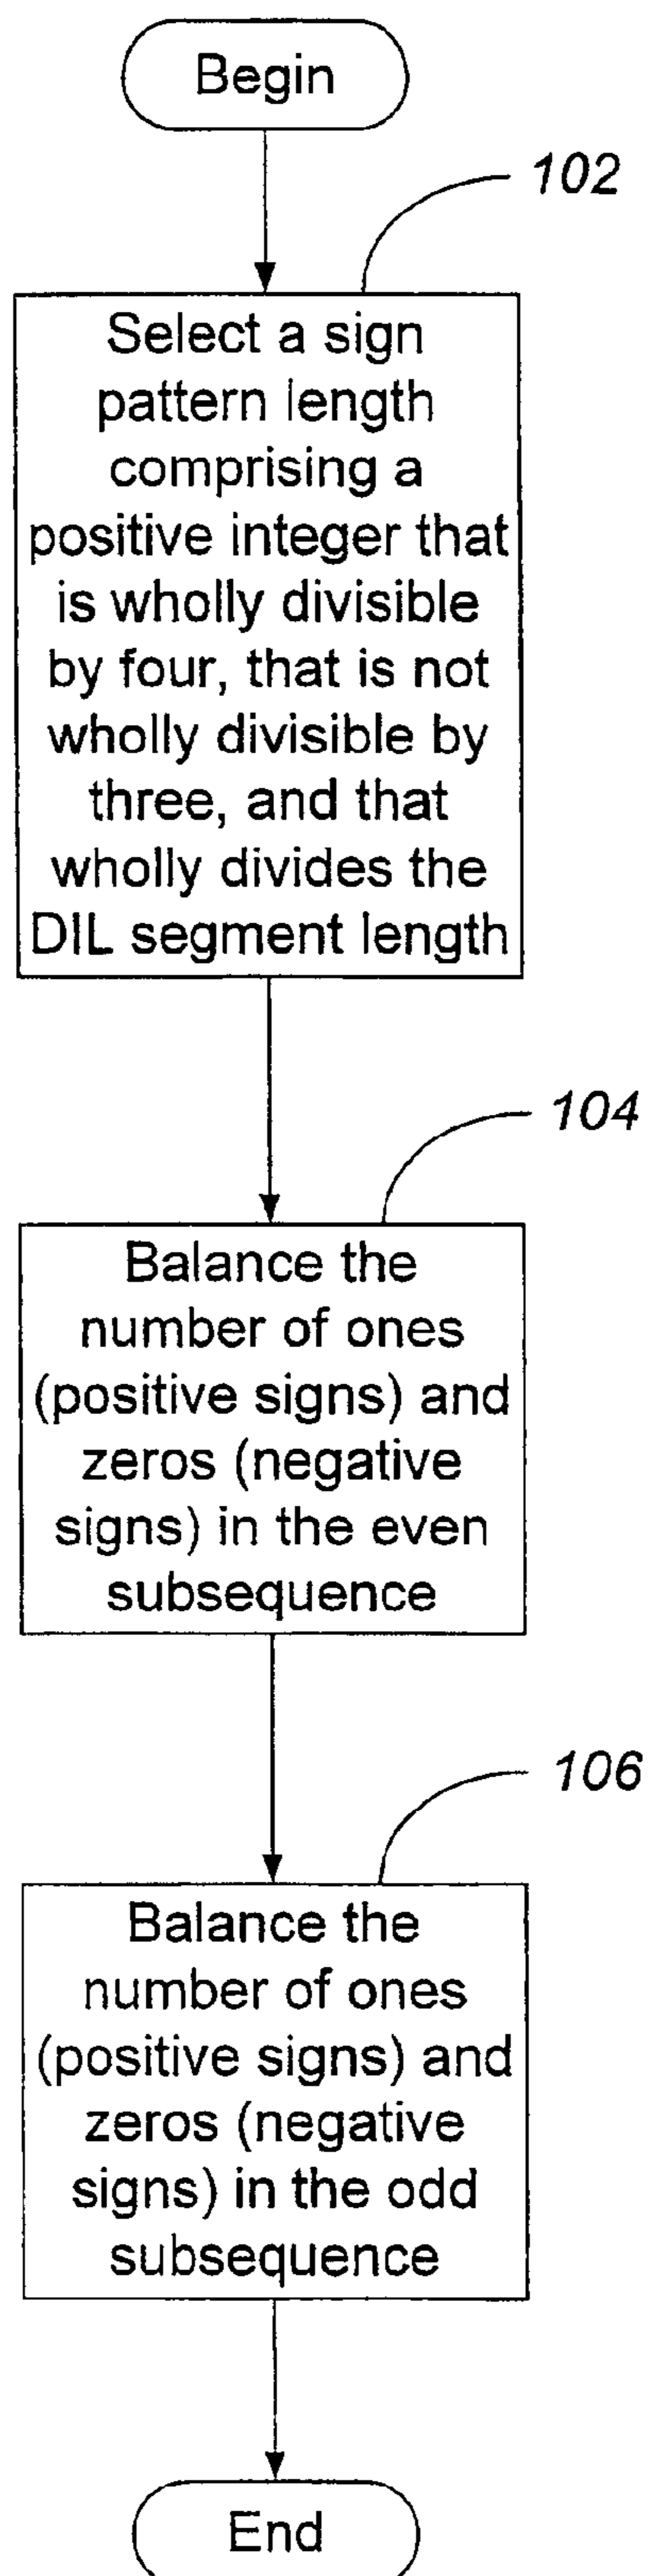 Begin
102
Select a sign
pattern length
comprising a
positive integer that
is wholly divisible
by four, that is not
wholly divisible by
three, and that
wholly divides the
DIL segment length
104
Balance the
number of ones
(positive signs) and
zeros (negative
signs) in the even
subsequence
106
Balance the
number of ones
(positive signs) and
zeros (negative
signs) in the odd
subsequence
End